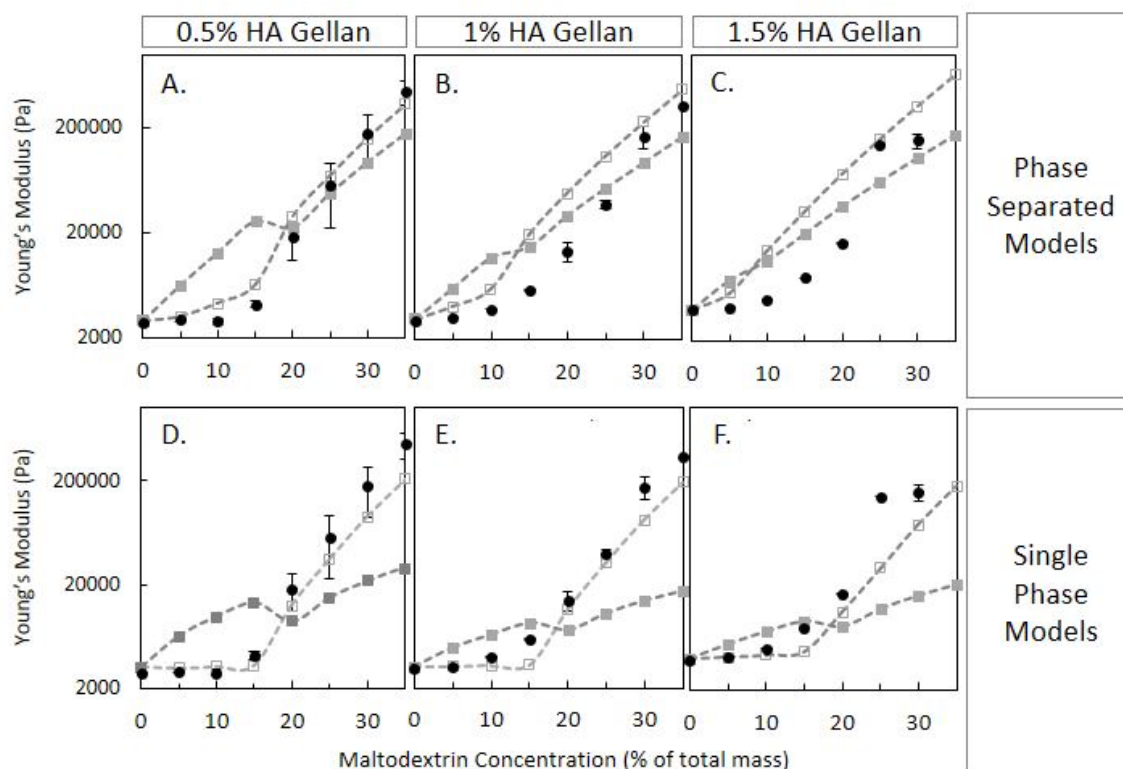 0.5% HA Gellan
1% HA Gellan
1.5% HA Gellan
A.
B.
C.
Young's Modulus (Pa)
200000
20000
2000
0
10
20
30
0
10
20
30
0
10
20
30
Phase
Separated
Models
D.
E.
F.
Young's Modulus (Pa)
200000
20000
2000
0
10
20
30
0
10
20
30
0
10
20
30
Single
Phase
Models
Maltodextrin Concentration (% of total mass)